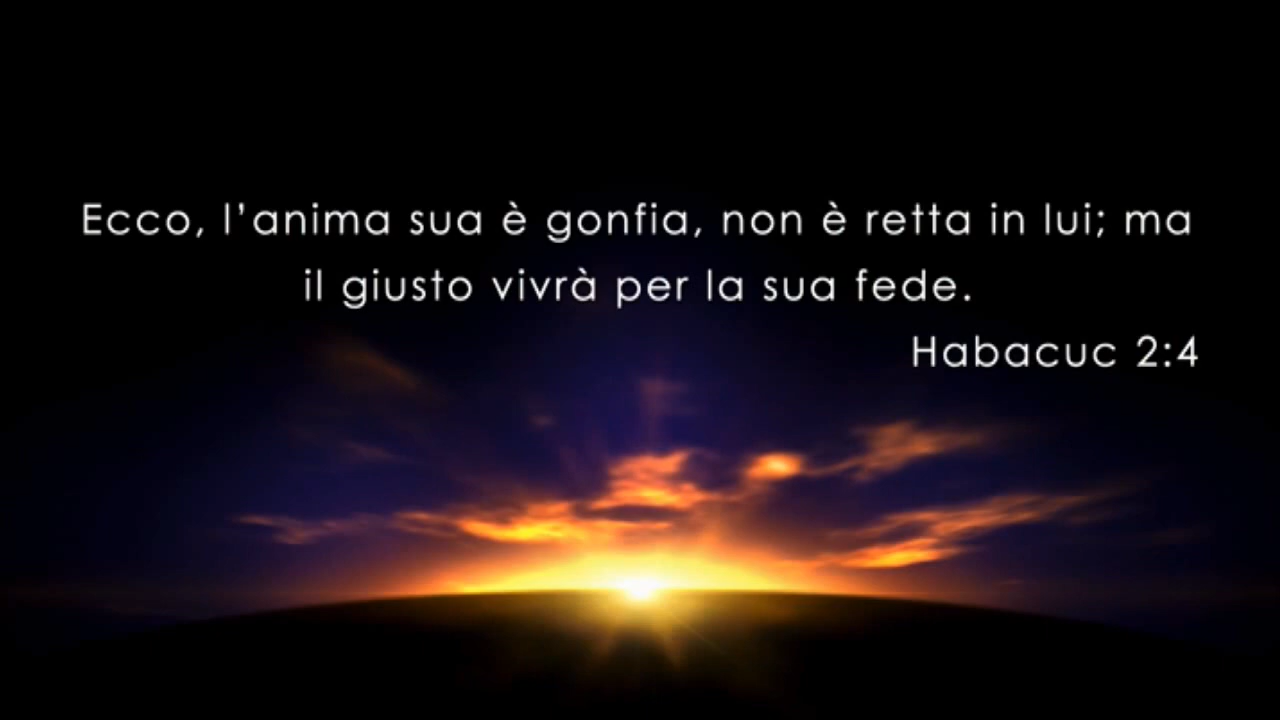 Ecco, l’anima sua è gonfia, non è retta in lui; ma
il giusto vivrà per la sua fede.
Habacuc 2:4